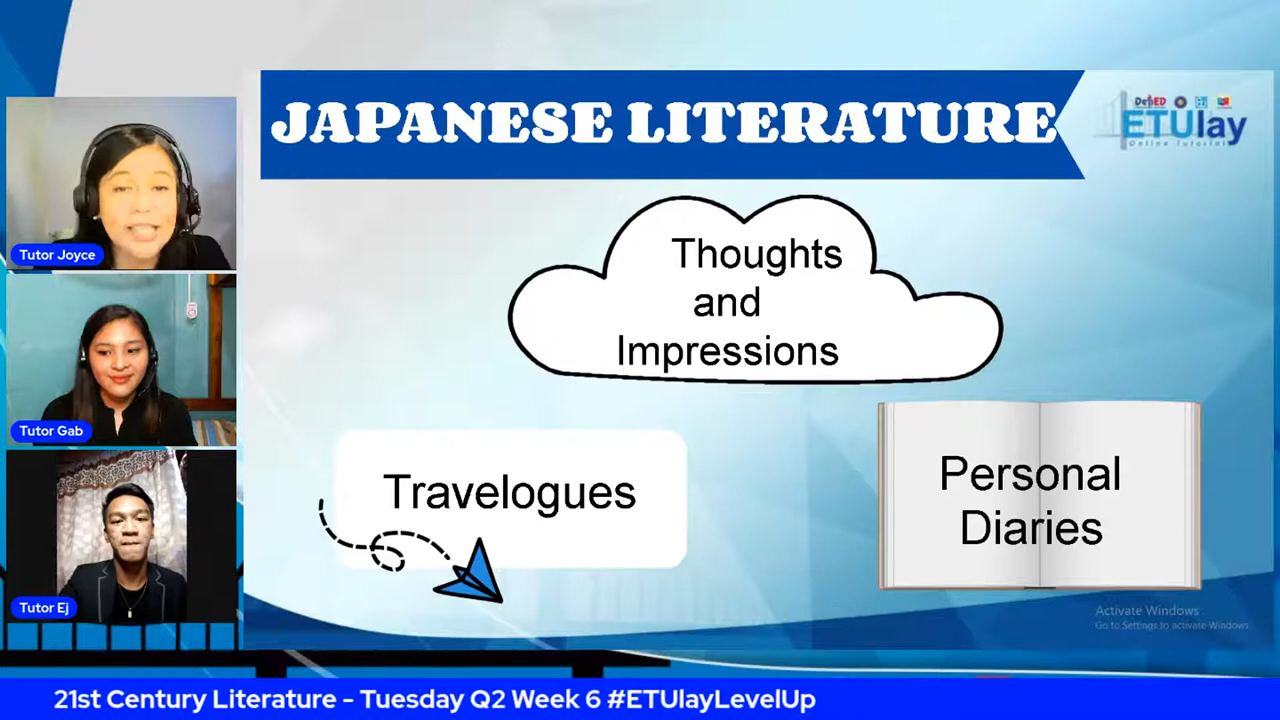 JAPANESE LITERATURE
DepED
ETUlay
Online Tutorial
Thoughts
and
Impressions
Travelogues
Personal
Diaries
Tutor Joyce
Tutor Gab
Tutor Ej
Activate Windows
Go to Settings to activate Windows.
21st Century Literature - Tuesday Q2 Week 6 #ETUlayLevelUp